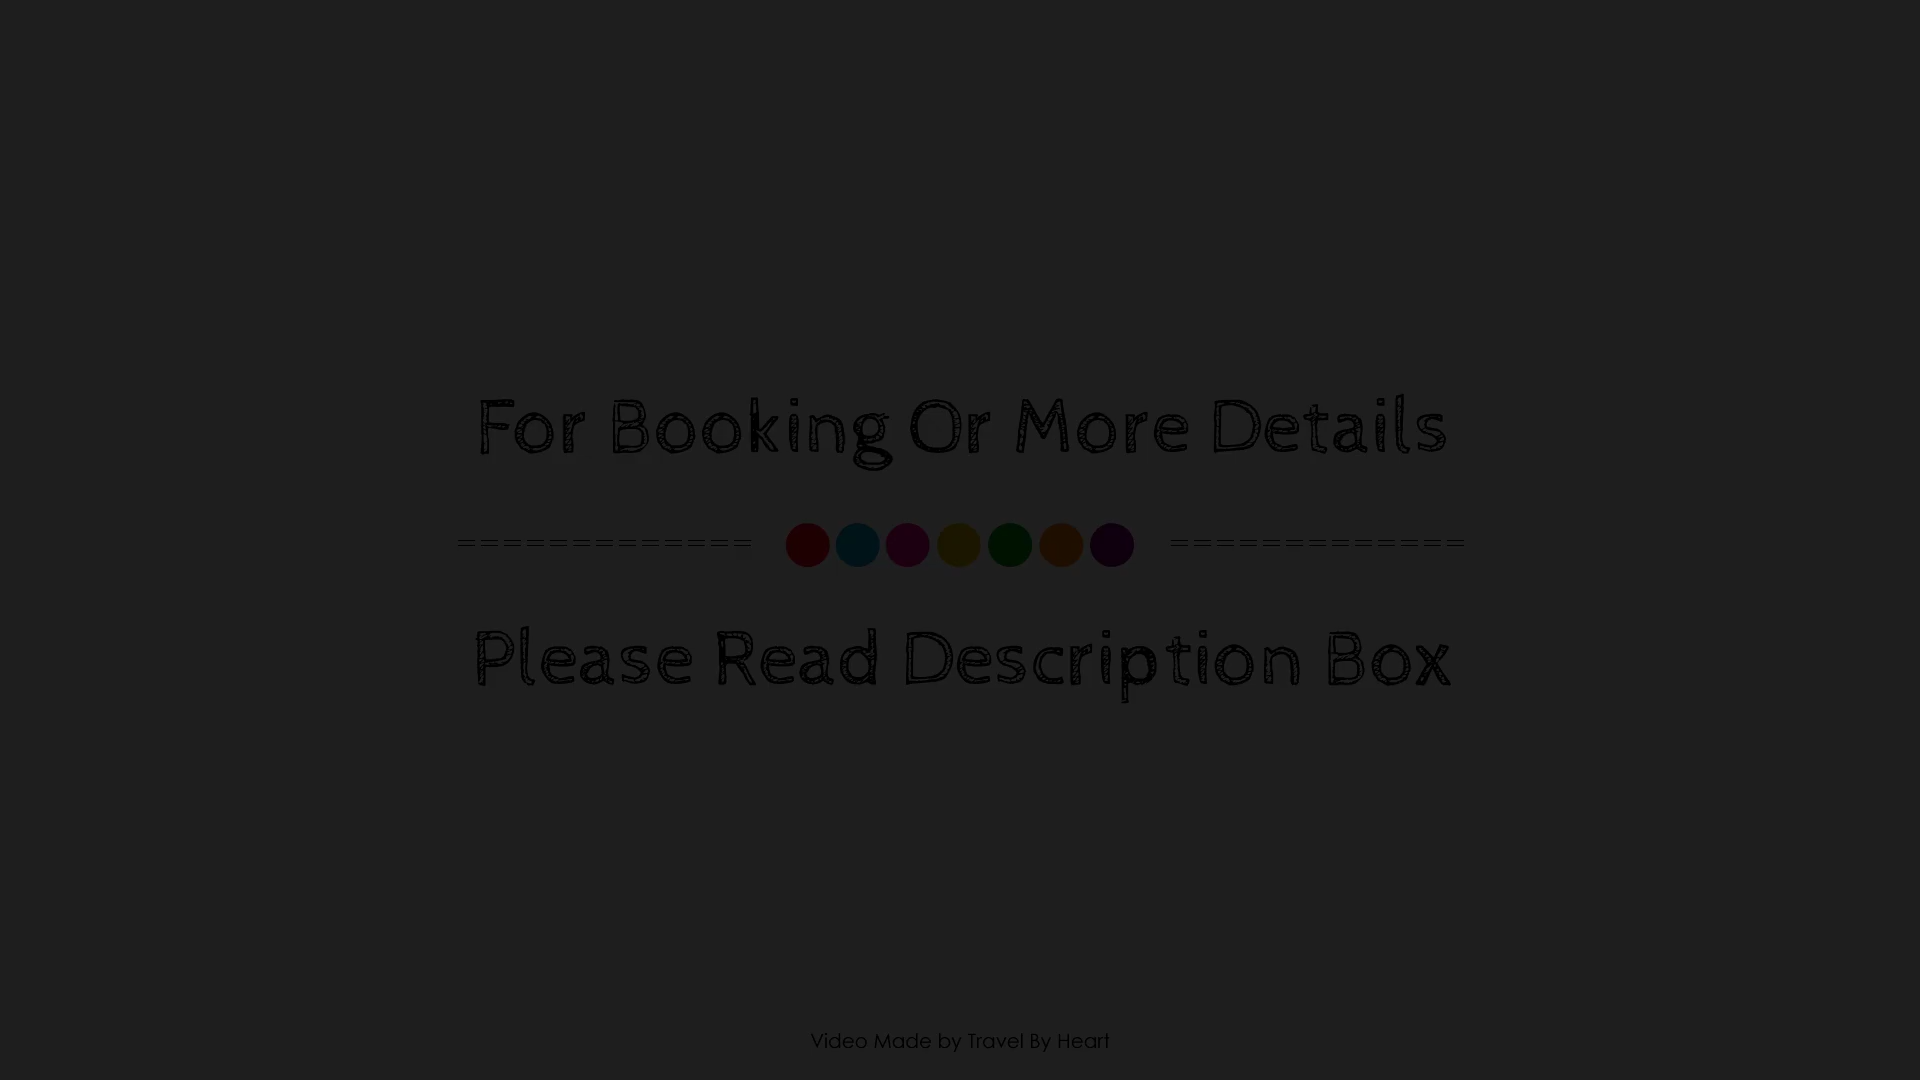 For Booking Or More Details
============= =============
Please Read Description Box
Video Made by Travel By Heart